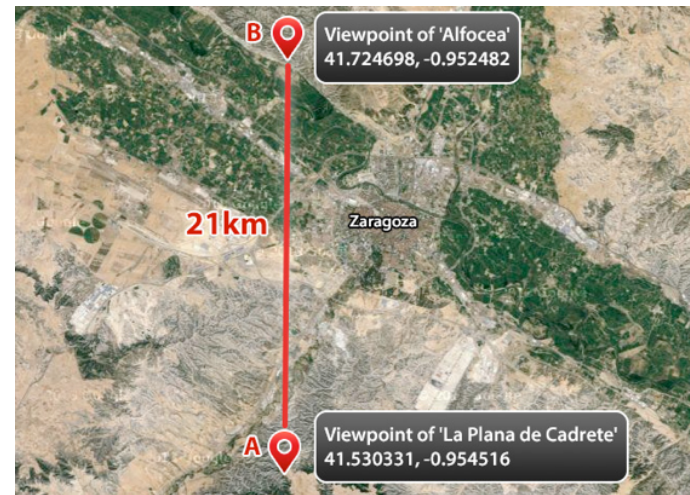 B
Viewpoint of 'Alfocea'
41.724698, -0.952482
21km
Zaragoza
A
Viewpoint of 'La Plana de Cadrete'
41.530331, -0.954516